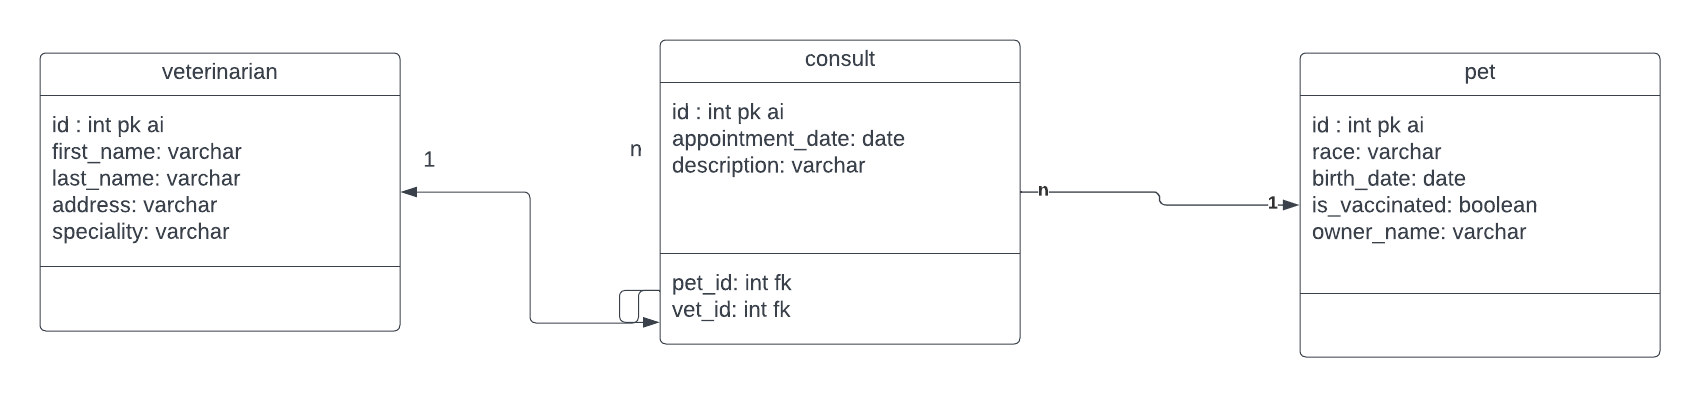 veterinarian
id : int pk ai
first_name: varchar
last_name: varchar
address: varchar
speciality: varchar
1
n
consult
id : int pk ai
appointment_date: date
description: varchar
pet_id: int fk
vet_id: int fk
n
1
pet
id : int pk ai
race: varchar
birth_date: date
is_vaccinated: boolean
owner_name: varchar